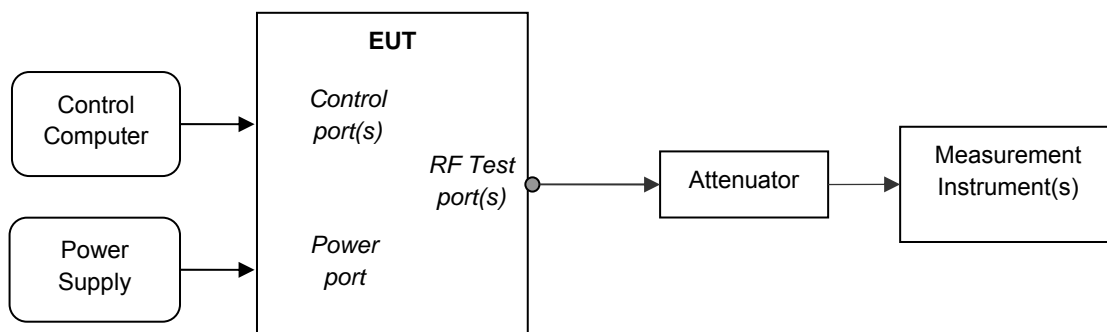 EUT
Control
Computer
Control
port(s)
RF Test
port(s)
Attenuator
Measurement
Instrument(s)
Power
Supply
Power
port